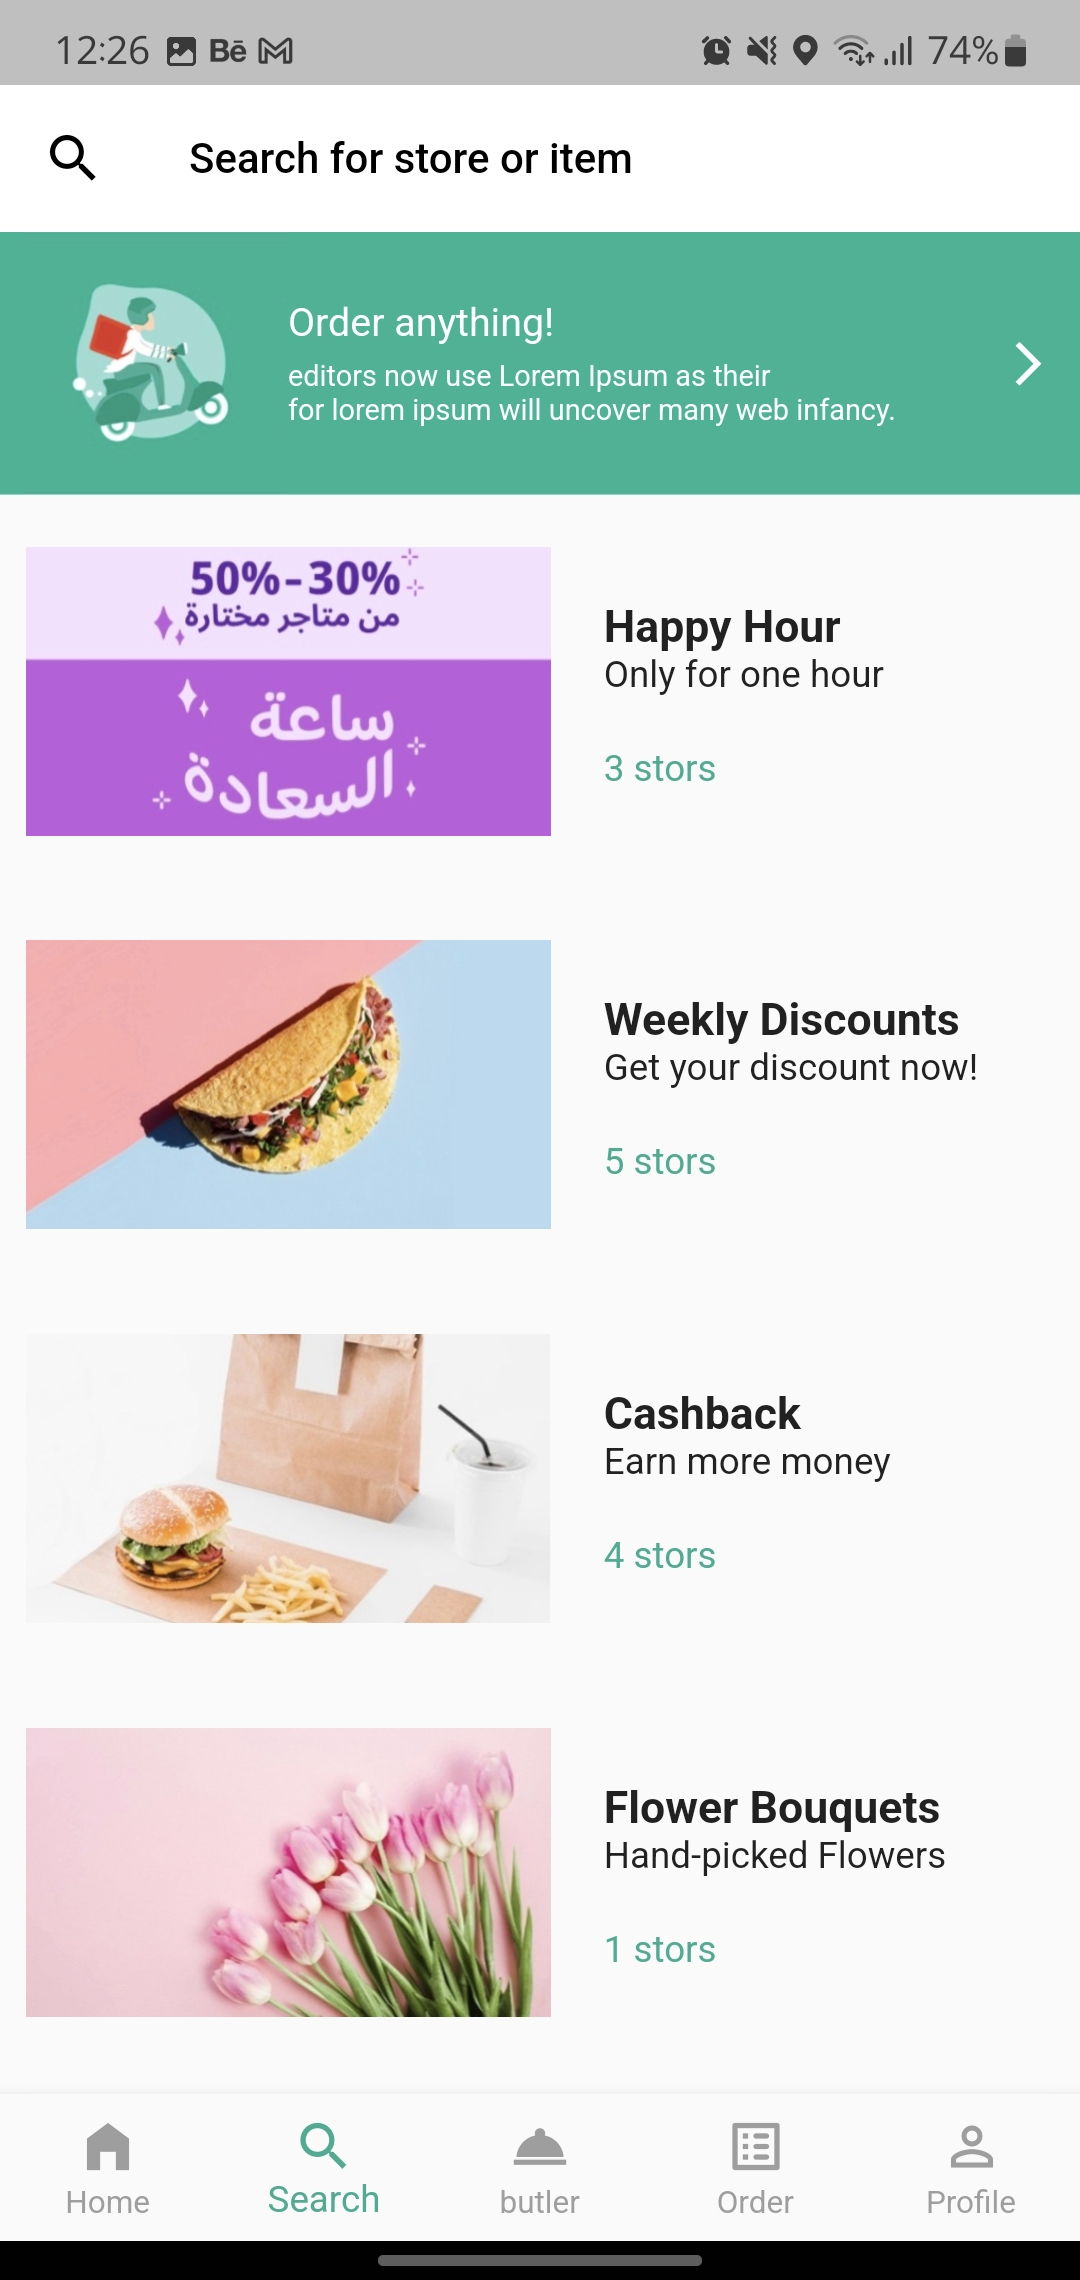 12:26 Bē 74%
Search for store or item
Order anything!
editors now use Lorem Ipsum as their
for lorem ipsum will uncover many web infancy.
50%-30%
من متاجر مختارة
ساعة
السعادة
Happy Hour
Only for one hour
3 stors
Weekly Discounts
Get your discount now!
5 stors
Cashback
Earn more money
4 stors
Flower Bouquets
Hand-picked Flowers
1 stors
Home Search butler Order Profile